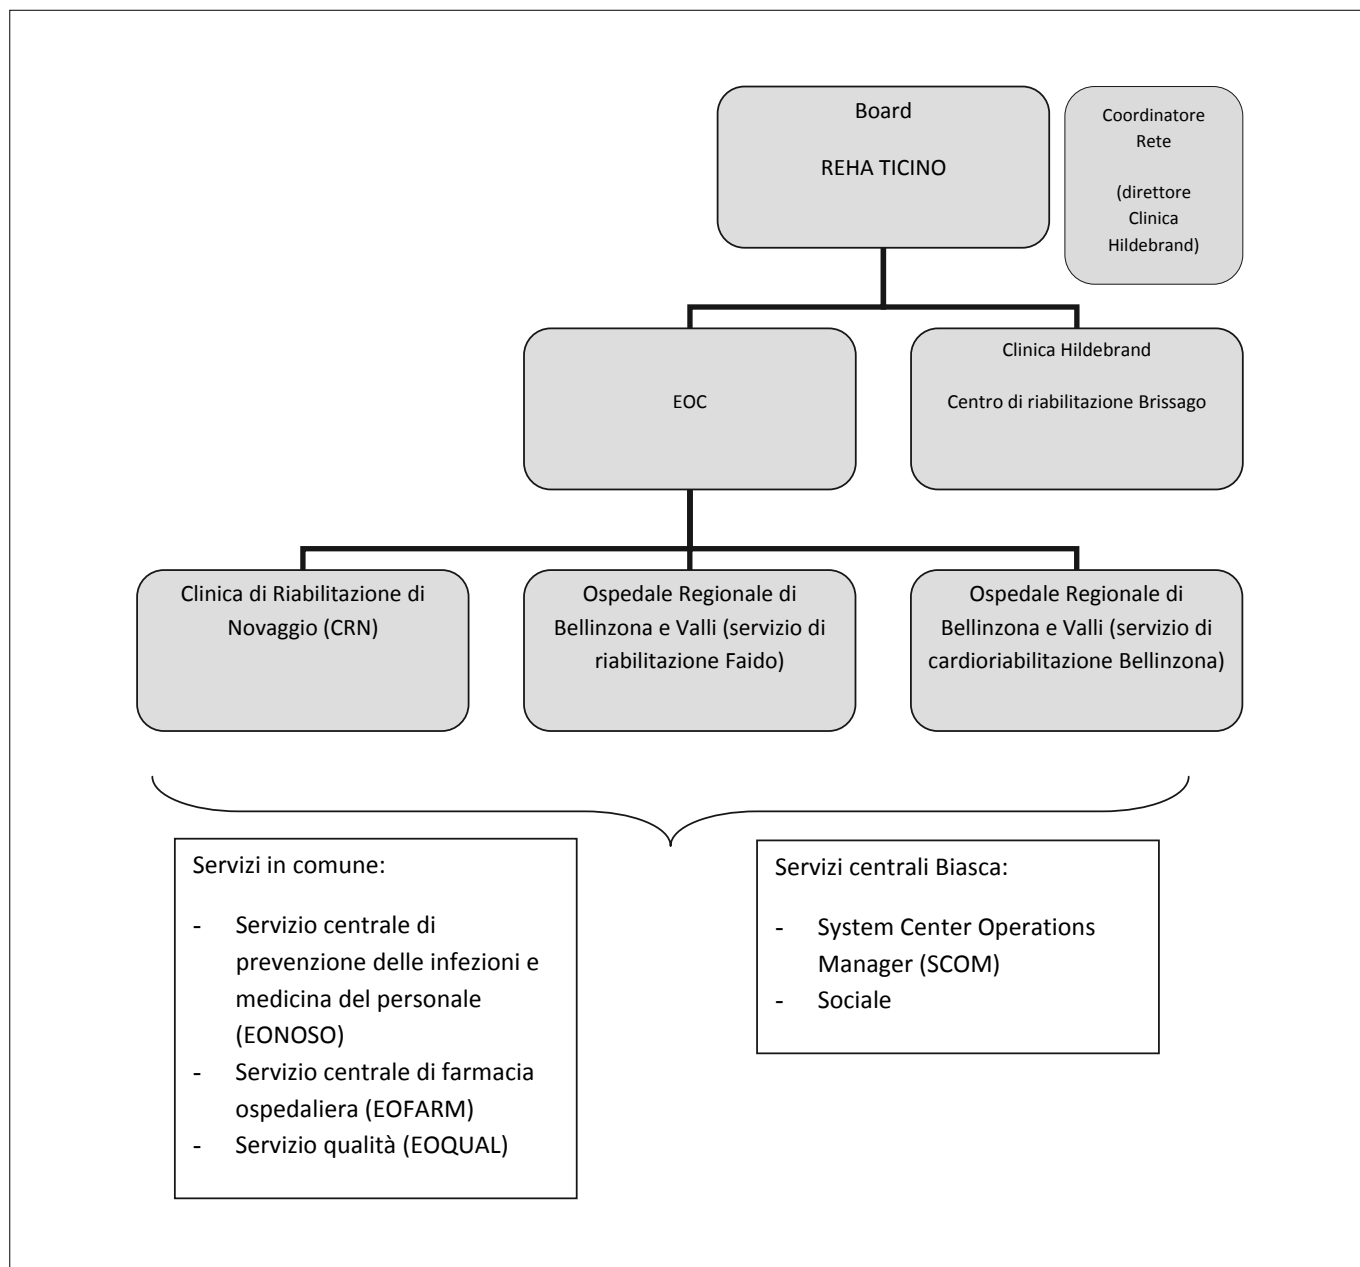 Board
REHA TICINO
Coordinatore
Rete
(direttore
Clinica
Hildebrand)
EOC
Clinica Hildebrand
Centro di riabilitazione Brissago
Clinica di Riabilitazione di
Novaggio (CRN)
Ospedale Regionale di
Bellinzona e Valli (servizio di
riabilitazione Faido)
Ospedale Regionale di
Bellinzona e Valli (servizio di
cardioriabilitazione Bellinzona)
Servizi in comune:
- Servizio centrale di
prevenzione delle infezioni e
medicina del personale
(EONOSO)
- Servizio centrale di farmacia
ospedaliera (EOFARM)
- Servizio qualità (EOQUAL)
Servizi centrali Biasca:
- System Center Operations
Manager (SCOM)
- Sociale